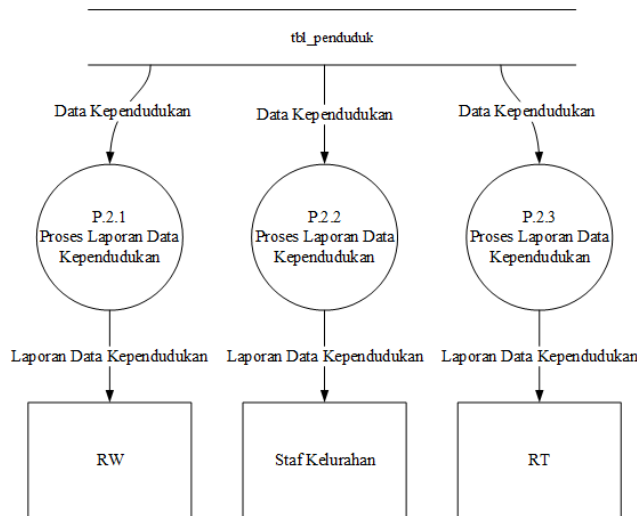 tbl_penduduk
Data Kependudukan
Data Kependudukan
Data Kependudukan
P.2.1
Proses Laporan Data
Kependudukan
P.2.2
Proses Laporan Data
Kependudukan
P.2.3
Proses Laporan Data
Kependudukan
Laporan Data Kependudukan
Laporan Data Kependudukan
Laporan Data Kependudukan
RW
Staf Kelurahan
RT